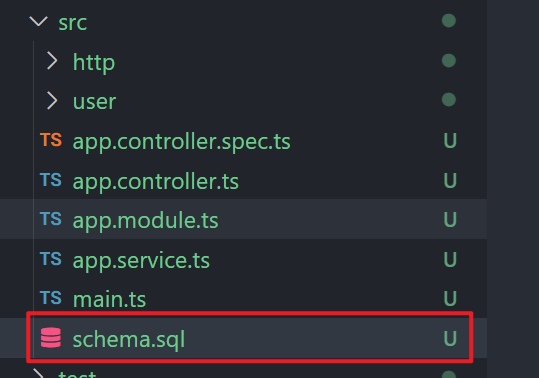 src
http
user
TS app.controller.spec.ts U
TS app.controller.ts U
TS app.module.ts U
TS app.service.ts U
TS main.ts U
schema.sql U
test